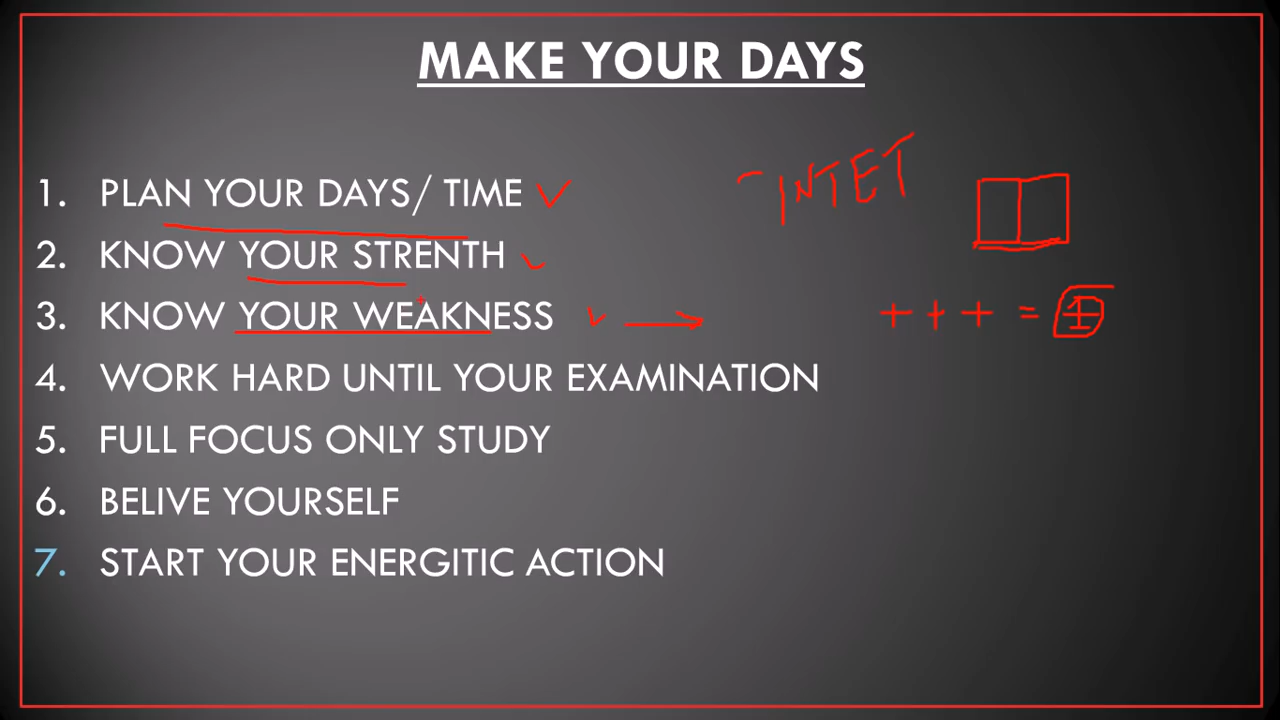 MAKE YOUR DAYS
1. PLAN YOUR DAYS/ TIME
INTET
2. KNOW YOUR STRENTH
3. KNOW YOUR WEAKNESS
+ + + = +
4. WORK HARD UNTIL YOUR EXAMINATION
5. FULL FOCUS ONLY STUDY
6. BELIVE YOURSELF
7. START YOUR ENERGITIC ACTION